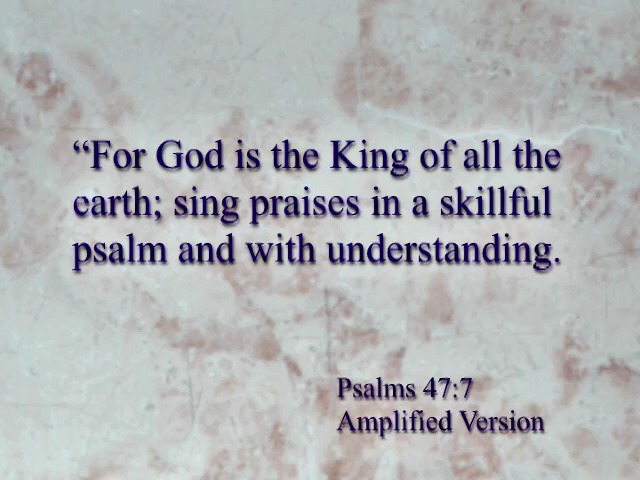 “For God is the King of all the
earth; sing praises in a skillful
psalm and with understanding.
Psalms 47:7
Amplified Version